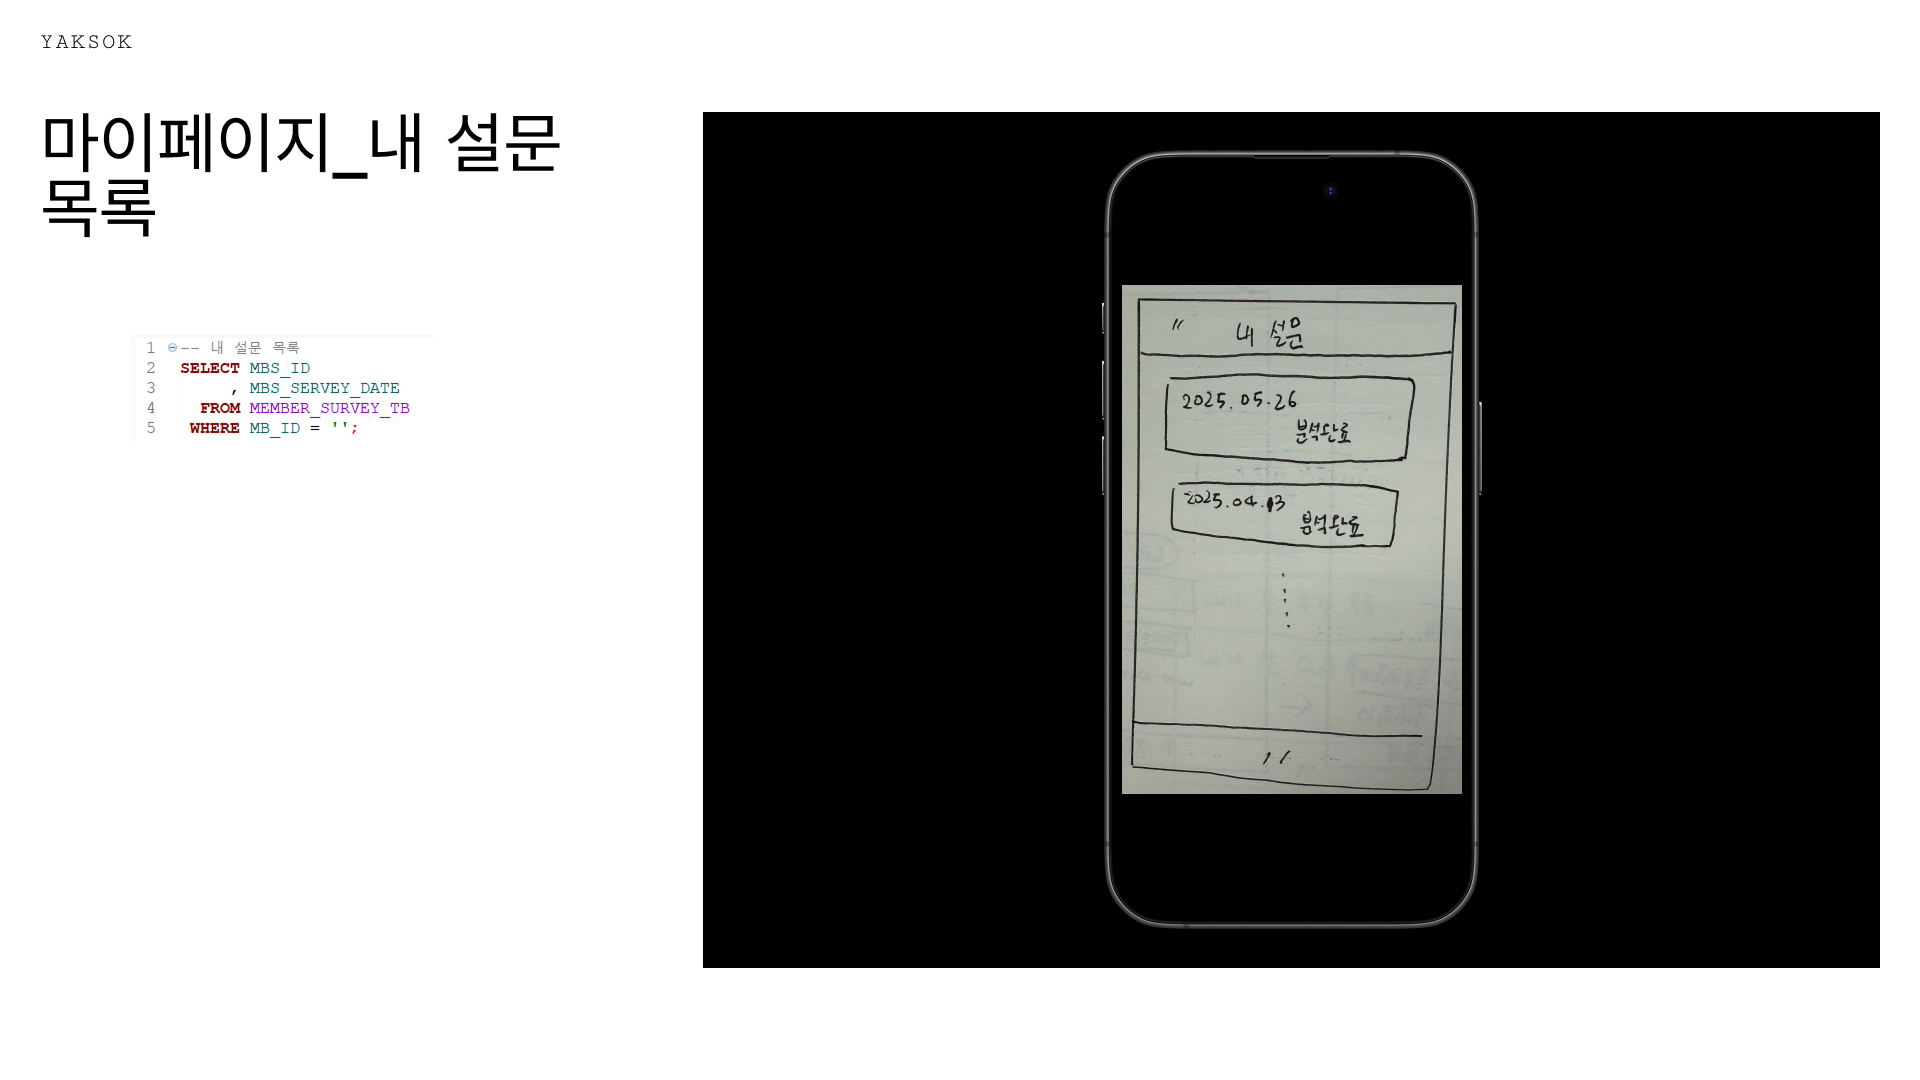 YAKSOK
마이페이지_내 설문
목록
1 -- 내 설문 목록
2 SELECT MBS_ID
3 , MBS_SERVEY_DATE
4 FROM MEMBER_SURVEY_TB
5 WHERE MB_ID = '';
〃 내 설문
2025.05.26
분석완료
2025.04.13
분석완료
〃